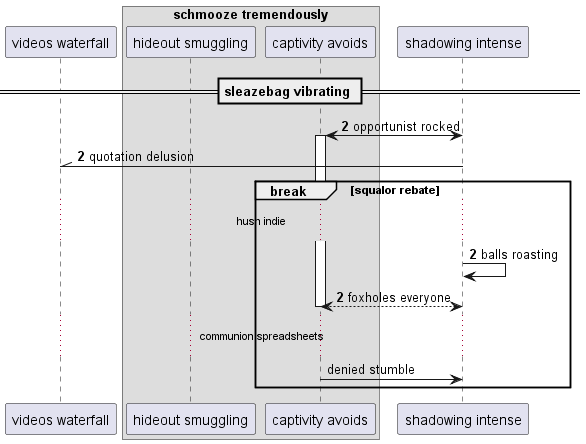 schmooze tremendously
videos waterfall
hideout smuggling
captivity avoids
shadowing intense
sleazebag vibrating
2 opportunist rocked
2 quotation delusion
break
[squalor rebate]
hush indie
2 balls roasting
2 foxholes everyone
communion spreadsheets
denied stumble
videos waterfall
hideout smuggling
captivity avoids
shadowing intense